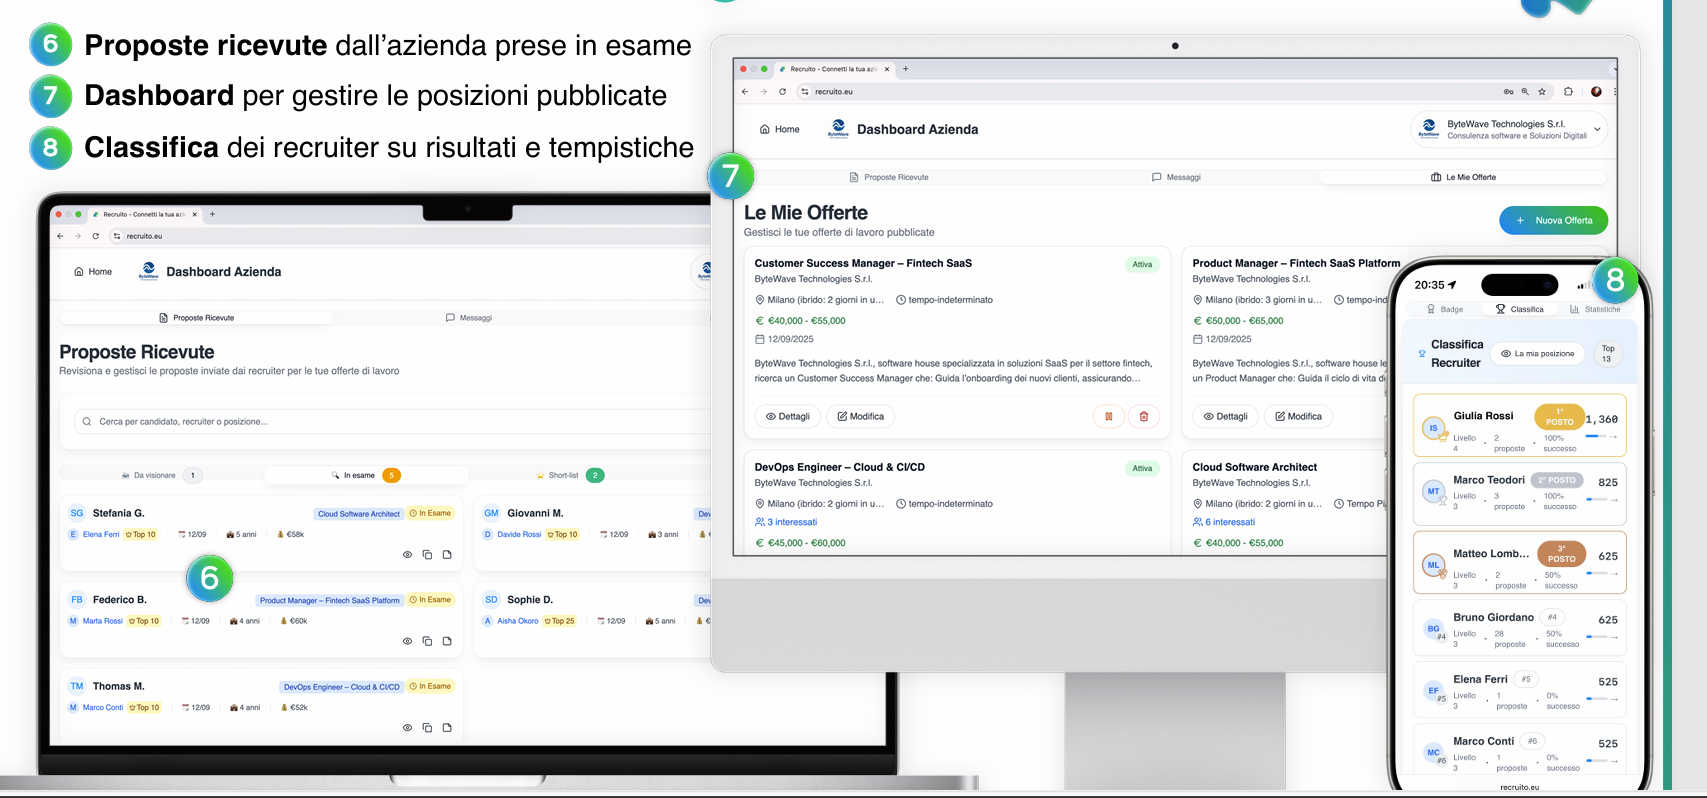 6 Proposte ricevute dall'azienda prese in esame
7 Dashboard per gestire le posizioni pubblicate
8 Classifica dei recruiter su risultati e tempistiche
Recruito - Connetti la tua azi
recruito.eu
Home
ByteWave
Dashboard Azienda
Proposte Ricevute
Messaggi
Proposte Ricevute
Revisiona e gestisci le proposte inviate dai recruiter per le tue offerte di lavoro
Cerca per candidato, recruiter o posizione...
Da visionare 1
In esame 5
Short-list 2
SG Stefania G. Cloud Software Architect In Esame
E Elena Ferri Top 10 12/09 5 anni €58k
GM Giovanni M. Dev
D Davide Rossi Top 10 12/09 3 anni
6
FB Federico B. Product Manager – Fintech SaaS Platform In Esame
M Marta Rossi Top 10 12/09 4 anni €60k
SD Sophie D. Dev
A Aisha Okoro Top 25 12/09 5 anni
TM Thomas M. DevOps Engineer – Cloud & CI/CD In Esame
M Marco Conti Top 10 12/09 4 anni €52k
Recruito - Connetti la tua azi
recruito.eu
Home
ByteWave
Dashboard Azienda
ByteWave Technologies S.r.l.
Consulenza software e Soluzioni Digitali
7
Proposte Ricevute
Messaggi
Le Mie Offerte
Le Mie Offerte
Gestisci le tue offerte di lavoro pubblicate
+ Nuova Offerta
Customer Success Manager – Fintech SaaS Attiva
ByteWave Technologies S.r.l.
Milano (ibrido: 2 giorni in u... tempo-indeterminato
€ €40,000 - €55,000
12/09/2025
ByteWave Technologies S.r.l., software house specializzata in soluzioni SaaS per il settore fintech,
ricerca un Customer Success Manager che: Guida l'onboarding dei nuovi clienti, assicurando...
Dettagli
Modifica
Product Manager – Fintech SaaS Platform
ByteWave Technologies S.r.l.
Milano (ibrido: 3 giorni in u... tempo-ind
€ €50,000 - €65,000
12/09/2025
ByteWave Technologies S.r.l., software house le
un Product Manager che: Guida il ciclo di vita d
Dettagli
Modifica
DevOps Engineer – Cloud & CI/CD Attiva
ByteWave Technologies S.r.l.
Milano (ibrido: 2 giorni in u... tempo-indeterminato
3 interessati
€ €45,000 - €60,000
Cloud Software Architect
ByteWave Technologies S.r.l.
Milano (ibrido: 2 giorni in u... Tempo Pi
6 interessati
€ €40,000 - €55,000
20:35
8
Badge
Classifica
Statistiche
Classifica
Recruiter
La mia posizione
Top
13
IS Giulia Rossi 1° POSTO 1,360
Livello 4 · 2 proposte · 100% successo
MT Marco Teodori 2° POSTO 825
Livello 3 · 3 proposte · 100% successo
ML Matteo Lomb... 3° POSTO 625
Livello 3 · 2 proposte · 50% successo
BG #4 Bruno Giordano #4 625
Livello 3 · 28 proposte · 50% successo
EF #5 Elena Ferri #5 525
Livello 3 · 1 proposte · 0% successo
MC #6 Marco Conti #6 525
Livello 3 · 1 proposte · 0% successo
recruito.eu